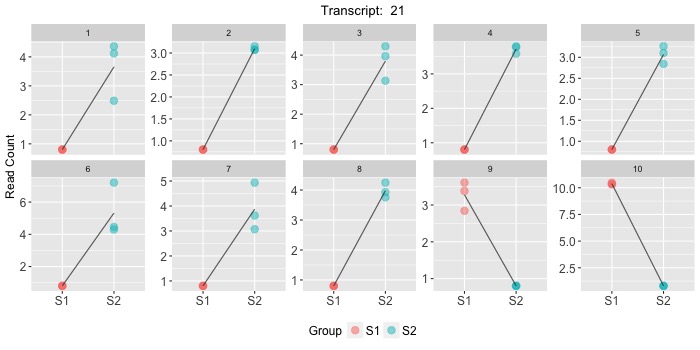 Transcript: 21
1 2 3 4 5
4 3 2 1
3.0 2.5 2.0 1.5 1.0
4 3 2 1
3 2 1
3.0 2.5 2.0 1.5 1.0
Read Count
6 7 8 9 10
6 4 2
5 4 3 2 1
4 3 2 1
3 2 1
10.0 7.5 5.0 2.5
S1 S2 S1 S2 S1 S2 S1 S2 S1 S2
Group S1 S2